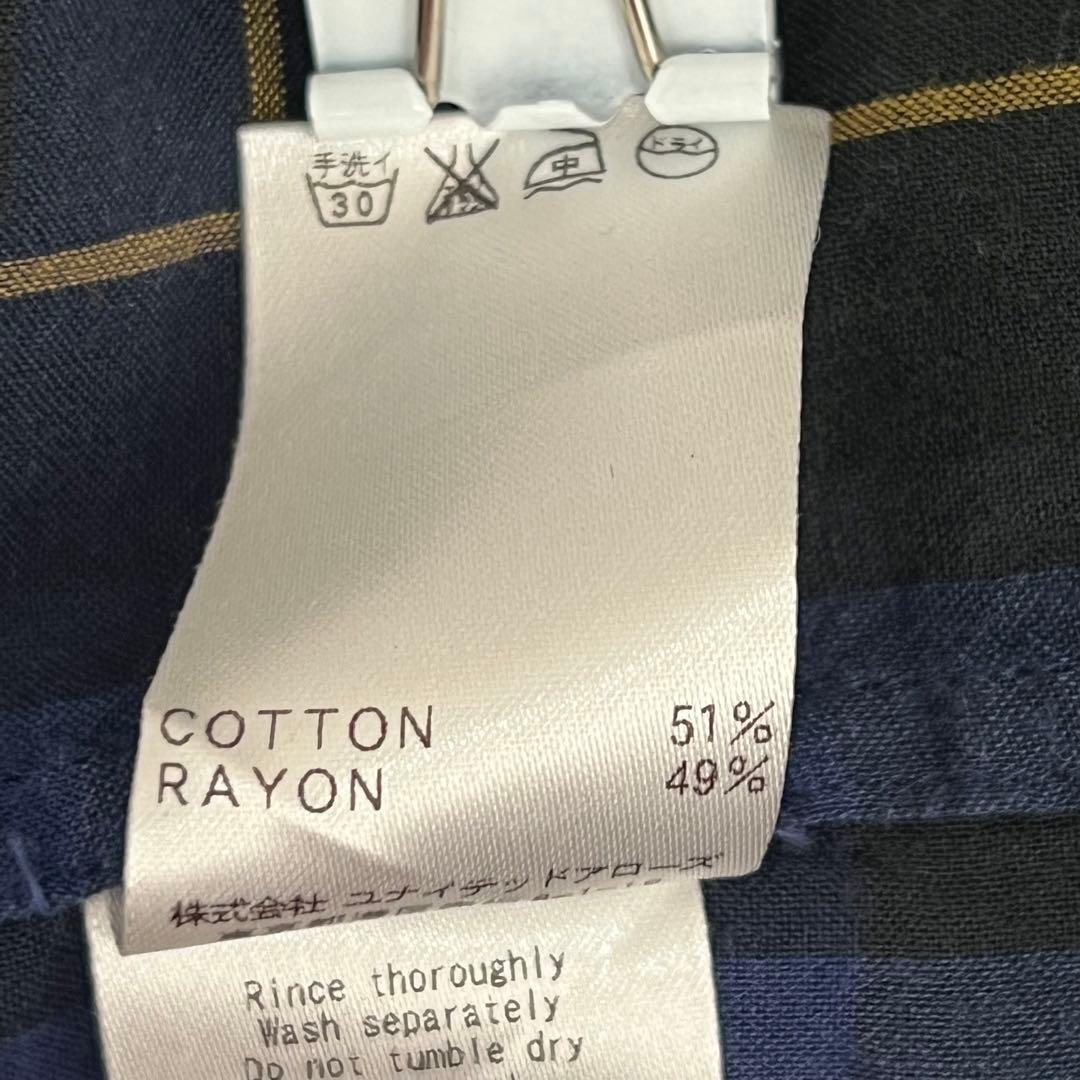 手洗イ
30
中
ドライ
COTTON 51%
RAYON 49%
株式会社 ユナイテッドアローズ
Rince thoroughly
Wash separately
Do not tumble dry